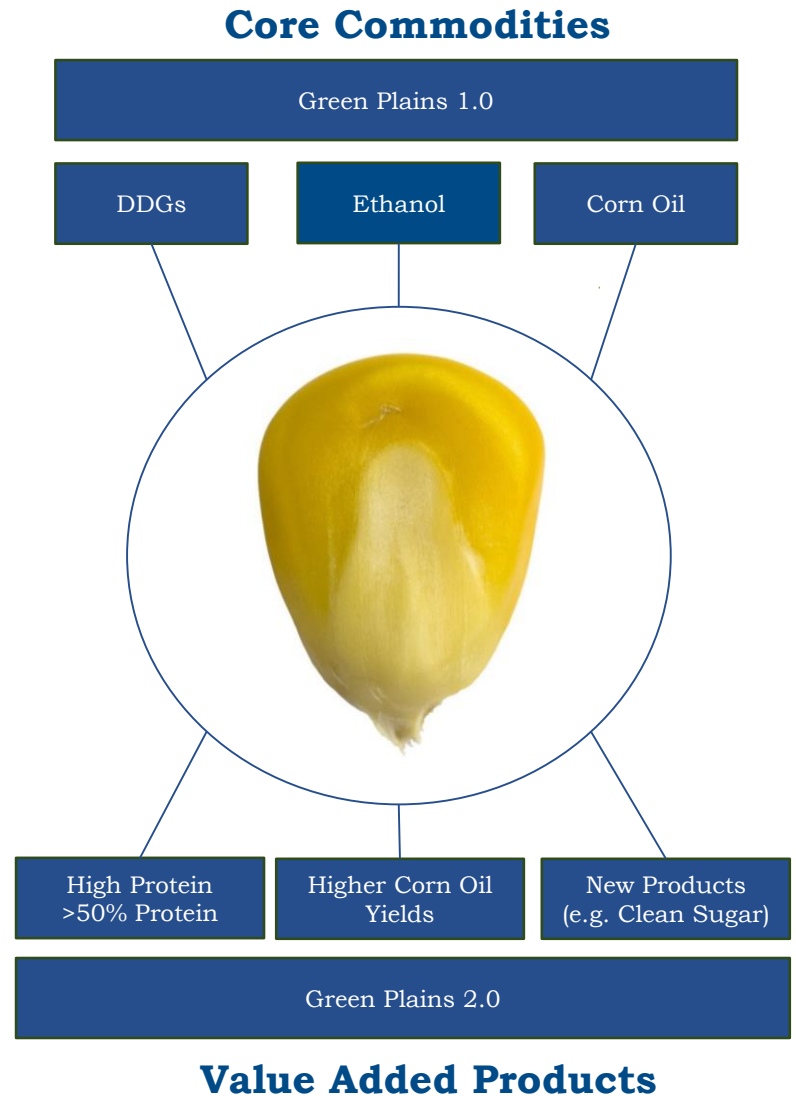 Core Commodities
Green Plains 1.0
DDGs
Ethanol
Corn Oil
High Protein
>50% Protein
Higher Corn Oil
Yields
New Products
(e.g. Clean Sugar)
Green Plains 2.0
Value Added Products